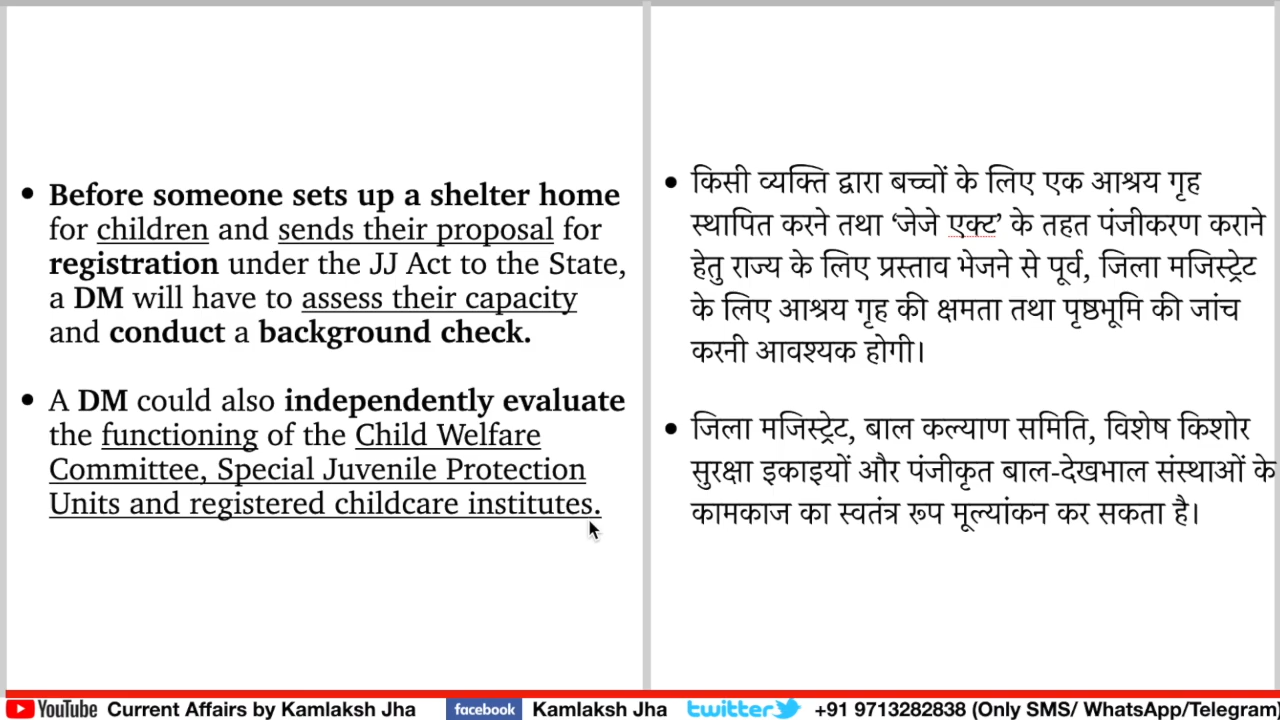 • Before someone sets up a shelter home
for children and sends their proposal for
registration under the JJ Act to the State,
a DM will have to assess their capacity
and conduct a background check.
• A DM could also independently evaluate
the functioning of the Child Welfare
Committee, Special Juvenile Protection
Units and registered childcare institutes.
• किसी व्यक्ति द्वारा बच्चों के लिए एक आश्रय गृह
स्थापित करने तथा ‘जेजे एक्ट’ के तहत पंजीकरण कराने
हेतु राज्य के लिए प्रस्ताव भेजने से पूर्व, जिला मजिस्ट्रेट
के लिए आश्रय गृह की क्षमता तथा पृष्ठभूमि की जांच
करनी आवश्यक होगी।
• जिला मजिस्ट्रेट, बाल कल्याण समिति, विशेष किशोर
सुरक्षा इकाइयों और पंजीकृत बाल-देखभाल संस्थाओं के
कामकाज का स्वतंत्र रूप मूल्यांकन कर सकता है।
YouTube Current Affairs by Kamlaksh Jha facebook Kamlaksh Jha twitter +91 9713282838 (Only SMS/ WhatsApp/Telegram)